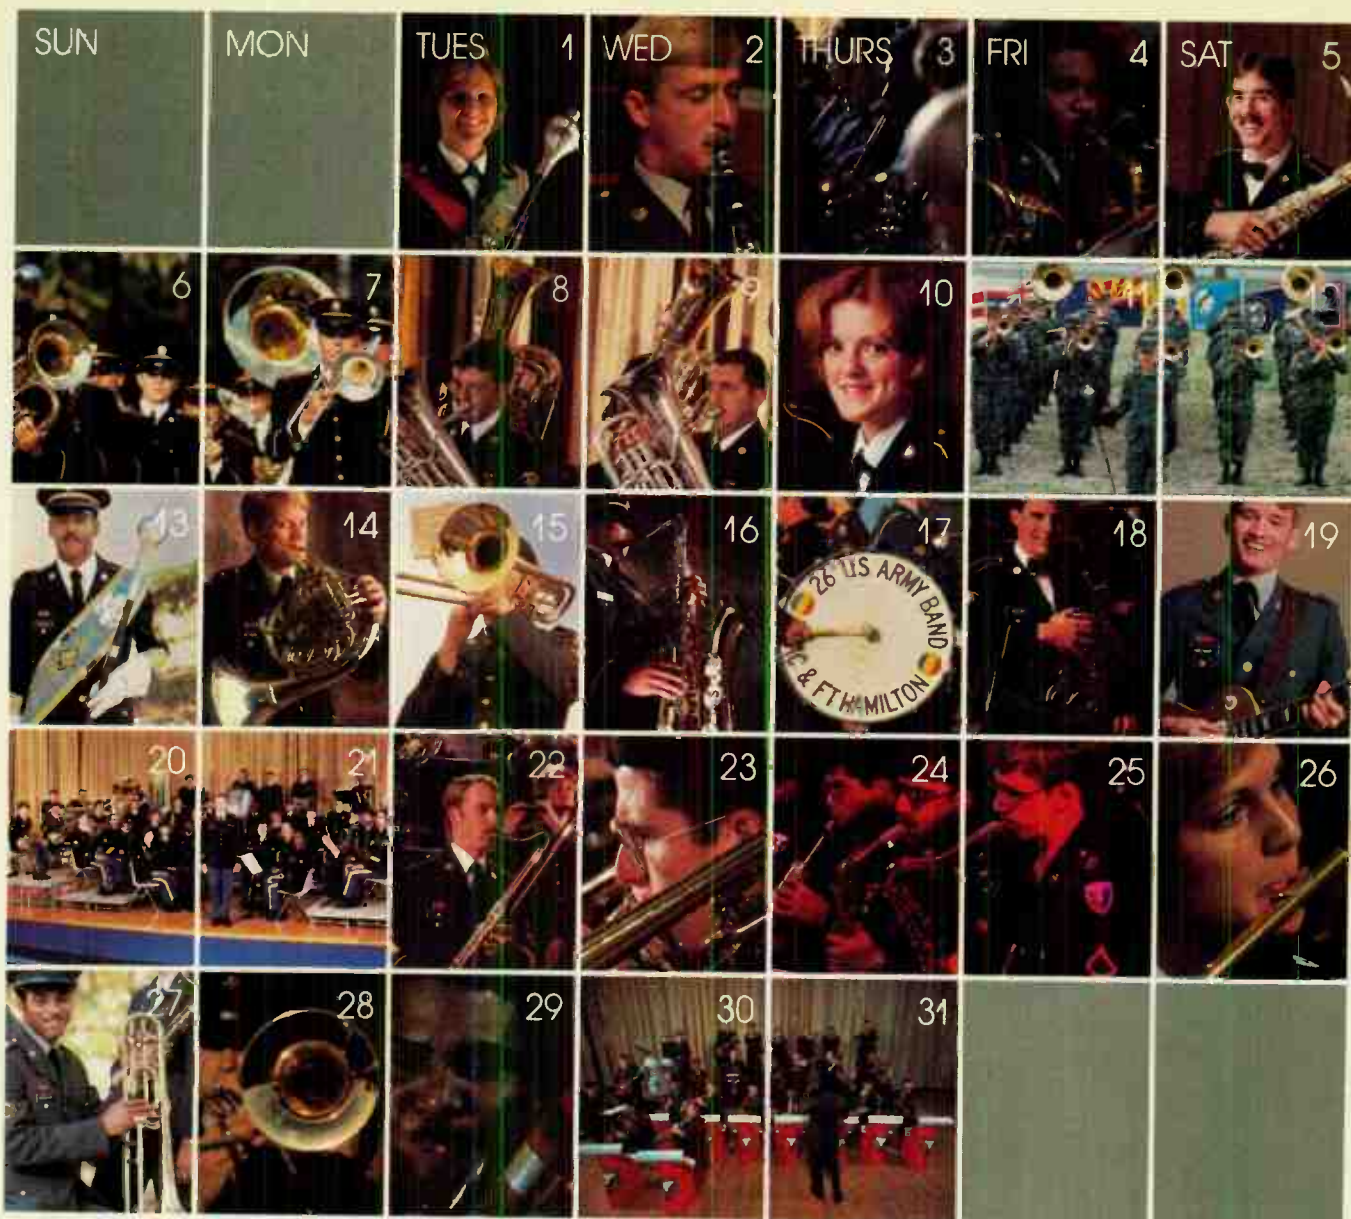 SUN MON TUES 1 WED 2 THURS 3 FRI 4 SAT 5
6 7 8 9 10
13 14 15 16 17 18 19
26 US ARMY BAND
& FT HAMILTON
20 21 22 23 24 25 26
27 28 29 30 31